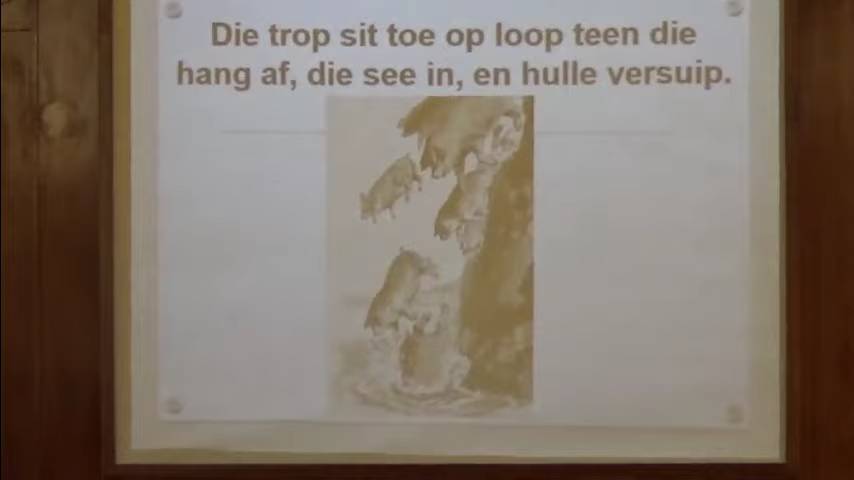 Die trop sit toe op loop teen die
hang af, die see in, en hulle versuip.